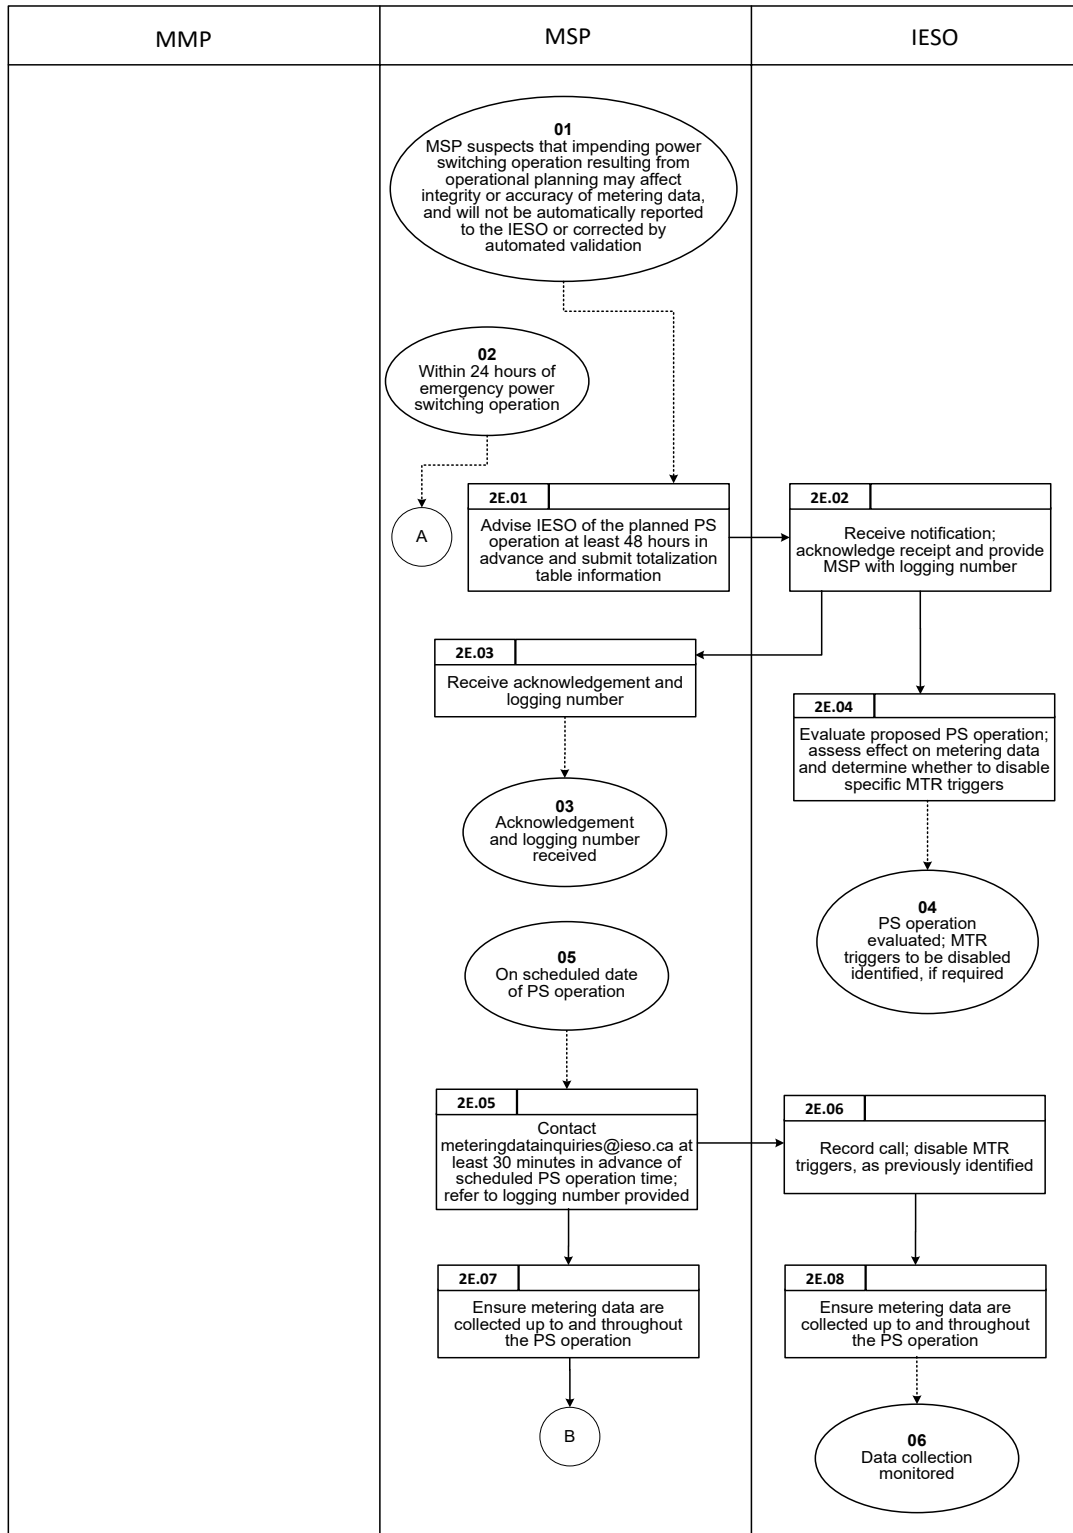 MMP
MSP
IESO
01
MSP suspects that impending power
switching operation resulting from
operational planning may affect
integrity or accuracy of metering data,
and will not be automatically reported
to the IESO or corrected by
automated validation
02
Within 24 hours of
emergency power
switching operation
A
2E.01
Advise IESO of the planned PS
operation at least 48 hours in
advance and submit totalization
table information
2E.02
Receive notification;
acknowledge receipt and provide
MSP with logging number
2E.03
Receive acknowledgement and
logging number
2E.04
Evaluate proposed PS operation;
assess effect on metering data
and determine whether to disable
specific MTR triggers
03
Acknowledgement
and logging number
received
04
PS operation
evaluated; MTR
triggers to be disabled
identified, if required
05
On scheduled date
of PS operation
2E.05
Contact
meteringdatainquiries@ieso.ca at
least 30 minutes in advance of
scheduled PS operation time;
refer to logging number provided
2E.06
Record call; disable MTR
triggers, as previously identified
2E.07
Ensure metering data are
collected up to and throughout
the PS operation
2E.08
Ensure metering data are
collected up to and throughout
the PS operation
B
06
Data collection
monitored